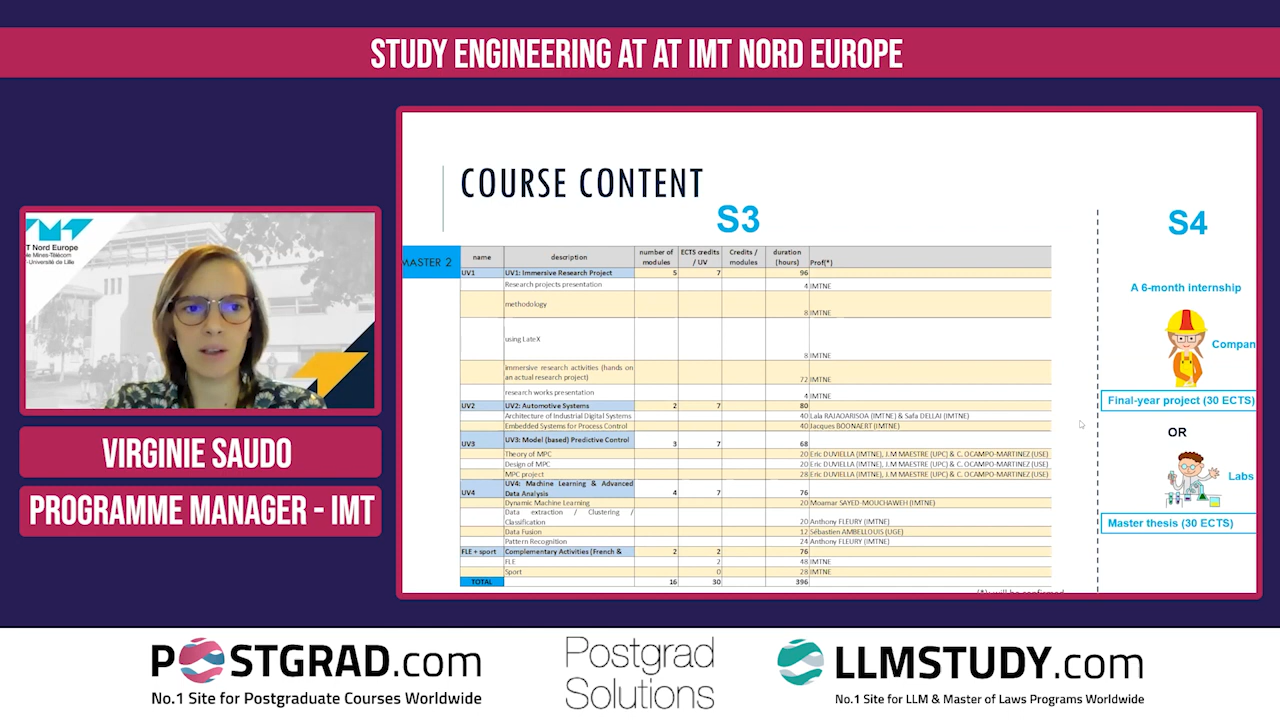 STUDY ENGINEERING AT AT IMT NORD EUROPE
T Nord Europe
le Mines-Télécom
Université de Lille
VIRGINIE SAUDO
PROGRAMME MANAGER - IMT
COURSE CONTENT
S3
MASTER 2
name description number of modules ECTS credits / UV Credits / modules duration (hours) Prof(*)
UV1 UV1: Immersive Research Project 5 7 96
Research projects presentation 4 IMTNE
methodology 8 IMTNE
using LateX 8 IMTNE
immersive research activities (hands on an actual research project) 72 IMTNE
research works presentation 4 IMTNE
UV2 UV2: Automotive Systems 2 7 80
Architecture of Industrial Digital Systems 40 Lala RAJAOARISOA (IMTNE) & Safa DELLAI (IMTNE)
Embedded Systems for Process Control 40 Jacques BOONAERT (IMTNE)
UV3 UV3: Model (based) Predictive Control 3 7 68
Theory of MPC 20 Eric DUVIELLA (IMTNE), J.M MAESTRE (UPC) & C. OCAMPO-MARTINEZ (USE)
Design of MPC 20 Eric DUVIELLA (IMTNE), J.M MAESTRE (UPC) & C. OCAMPO-MARTINEZ (USE)
MPC project 28 Eric DUVIELLA (IMTNE), J.M MAESTRE (UPC) & C. OCAMPO-MARTINEZ (USE)
UV4 UV4: Machine Learning & Advanced Data Analysis 4 7 76
Dynamic Machine Learning 20 Moamar SAYED-MOUCHAWEH (IMTNE)
Data extraction / Clustering / Classification 20 Anthony FLEURY (IMTNE)
Data Fusion 12 Sébastien AMBELLOUIS (UGE)
Pattern Recognition 24 Anthony FLEURY (IMTNE)
FLE + sport Complementary Activities (French & 2 2 76
FLE 2 48 IMTNE
Sport 0 28 IMTNE
TOTAL 16 30 396
(*): will be confirmed
S4
A 6-month internship
Compan
Final-year project (30 ECTS)
OR
Labs
Master thesis (30 ECTS)
POSTGRAD.com
No.1 Site for Postgraduate Courses Worldwide
Postgrad
Solutions
LLMSTUDY.com
No.1 Site for LLM & Master of Laws Programs Worldwide